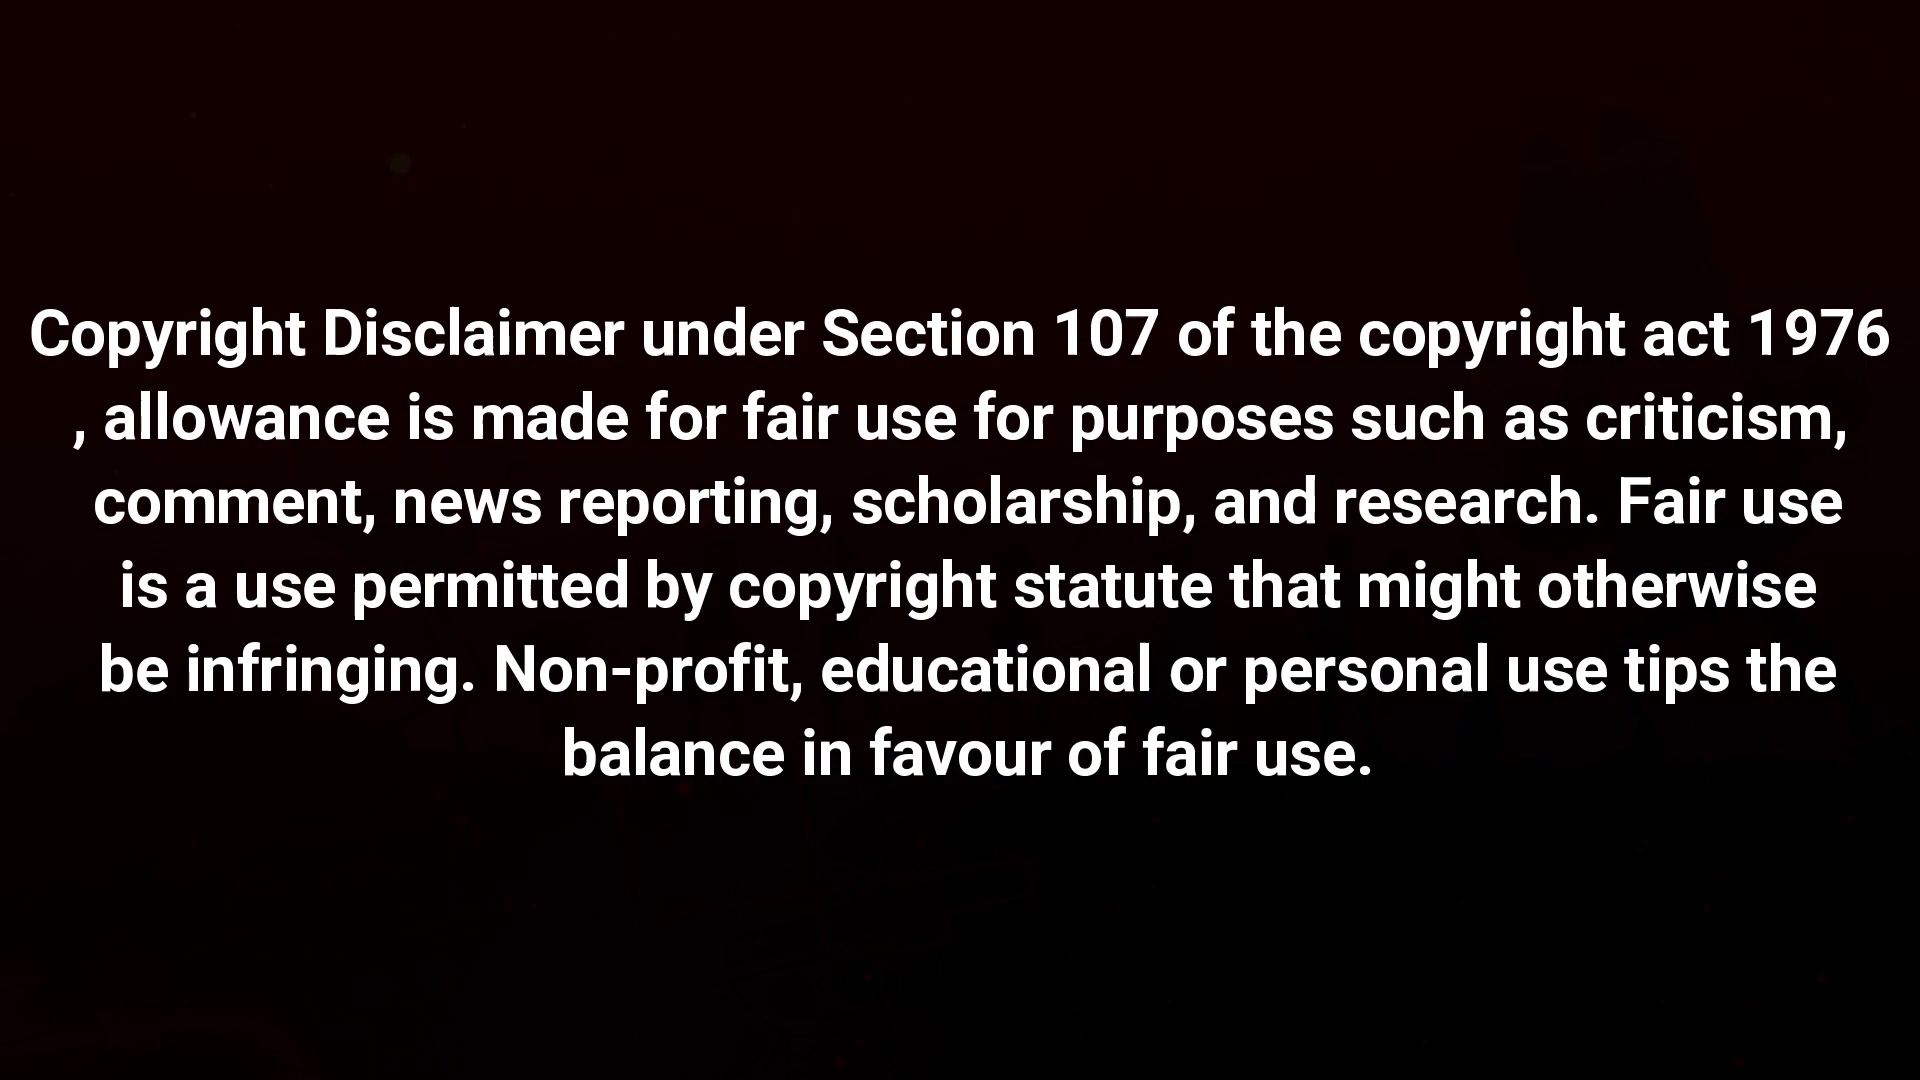 Copyright Disclaimer under Section 107 of the copyright act 1976
, allowance is made for fair use for purposes such as criticism,
comment, news reporting, scholarship, and research. Fair use
is a use permitted by copyright statute that might otherwise
be infringing. Non-profit, educational or personal use tips the
balance in favour of fair use.